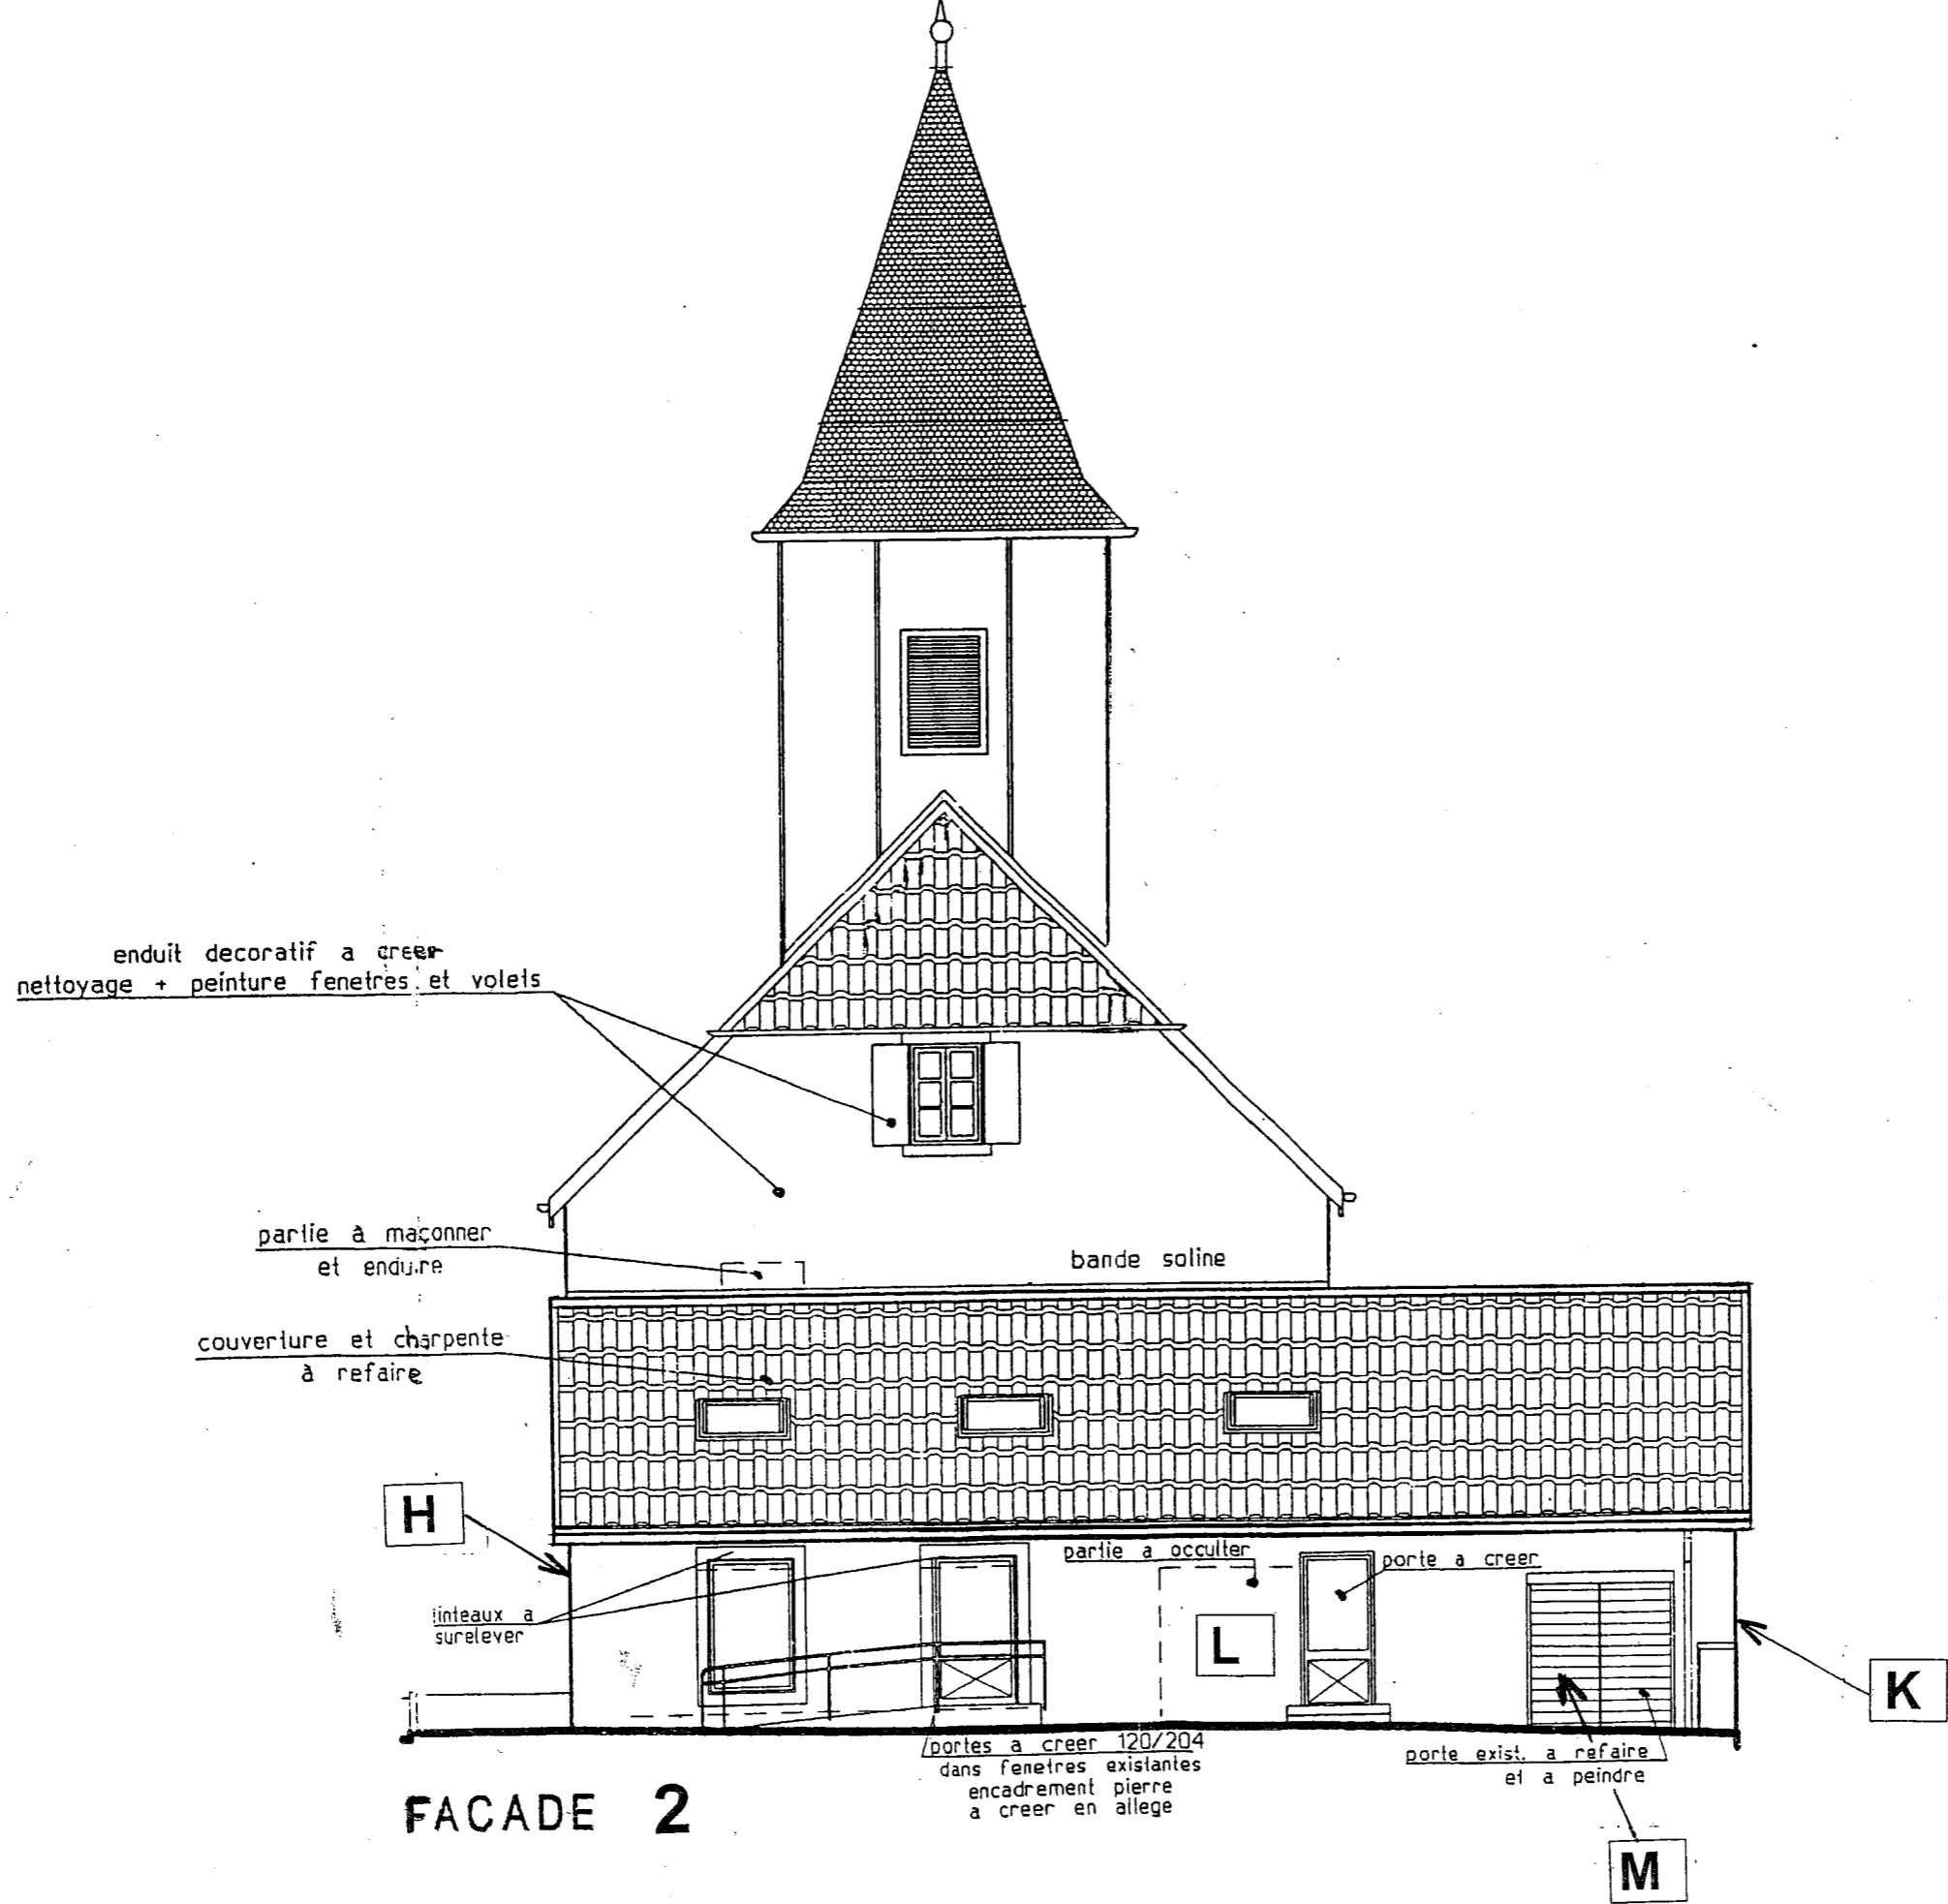 enduit decoratif a creer
nettoyage + peinture fenetres et volets
partie à maçonner
et enduire
bande soline
couverture et charpente
à refaire
H
partie a occulter
porte a creer
linteaux a
surelever
L
K
portes a creer 120/204
dans fenetres existantes
encadrement pierre
a creer en allege
porte exist. a refaire
et a peindre
FACADE 2
M